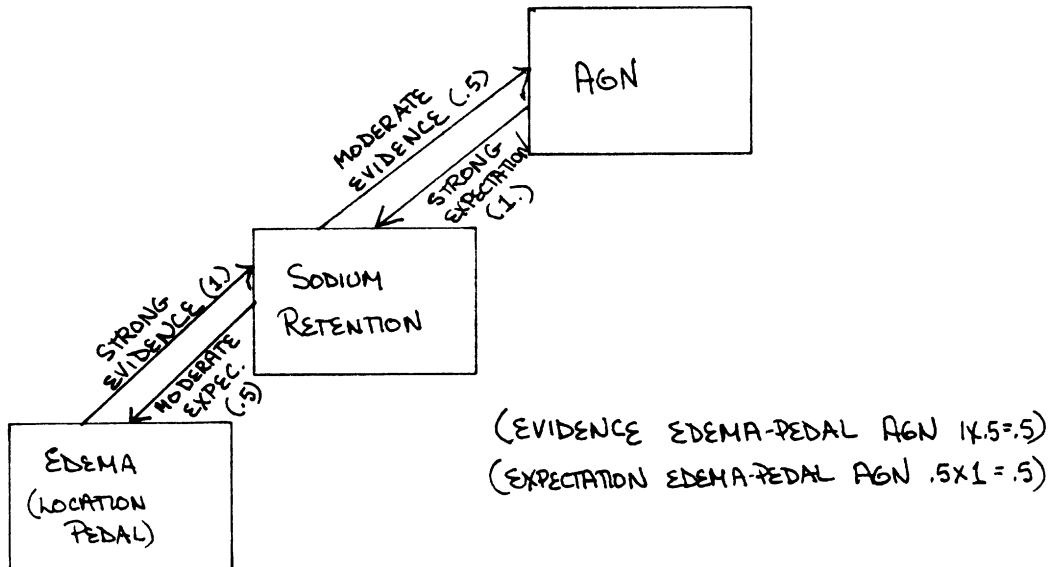 AGN
MODERATE
EVIDENCE (.5)
STRONG
EXPECTATION
(.1.)
SODIUM
RETENTION
STRONG
EVIDENCE (1.)
MODERATE
EXPEC.
(.5)
EDEMA
(LOCATION
PEDAL)
(EVIDENCE EDEMA-PEDAL AGN 1X.5=.5)
(EXPECTATION EDEMA-PEDAL AGN .5X1=.5)